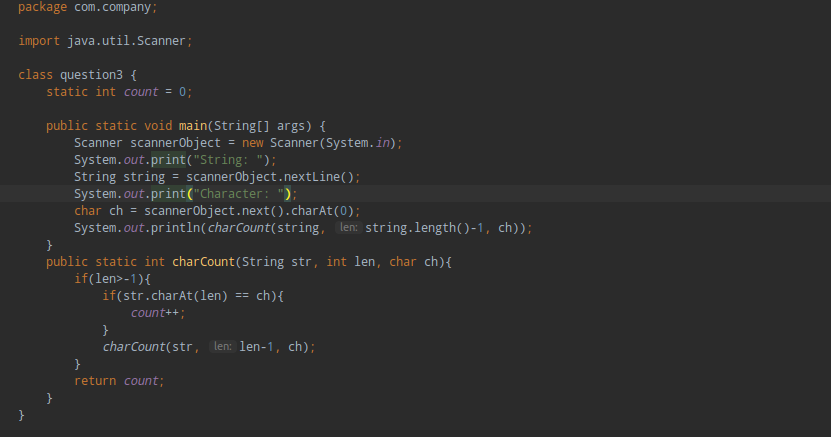 package com.company;
import java.util.Scanner;
class question3 {
static int count = 0;
public static void main(String[] args) {
Scanner scannerObject = new Scanner(System.in);
System.out.print("String: ");
String string = scannerObject.nextLine();
System.out.print("Character: ");
char ch = scannerObject.next().charAt(0);
System.out.println(charCount(string, len: string.length()-1, ch));
}
public static int charCount(String str, int len, char ch){
if(len>-1){
if(str.charAt(len) == ch){
count++;
}
charCount(str, len: len-1, ch);
}
return count;
}
}